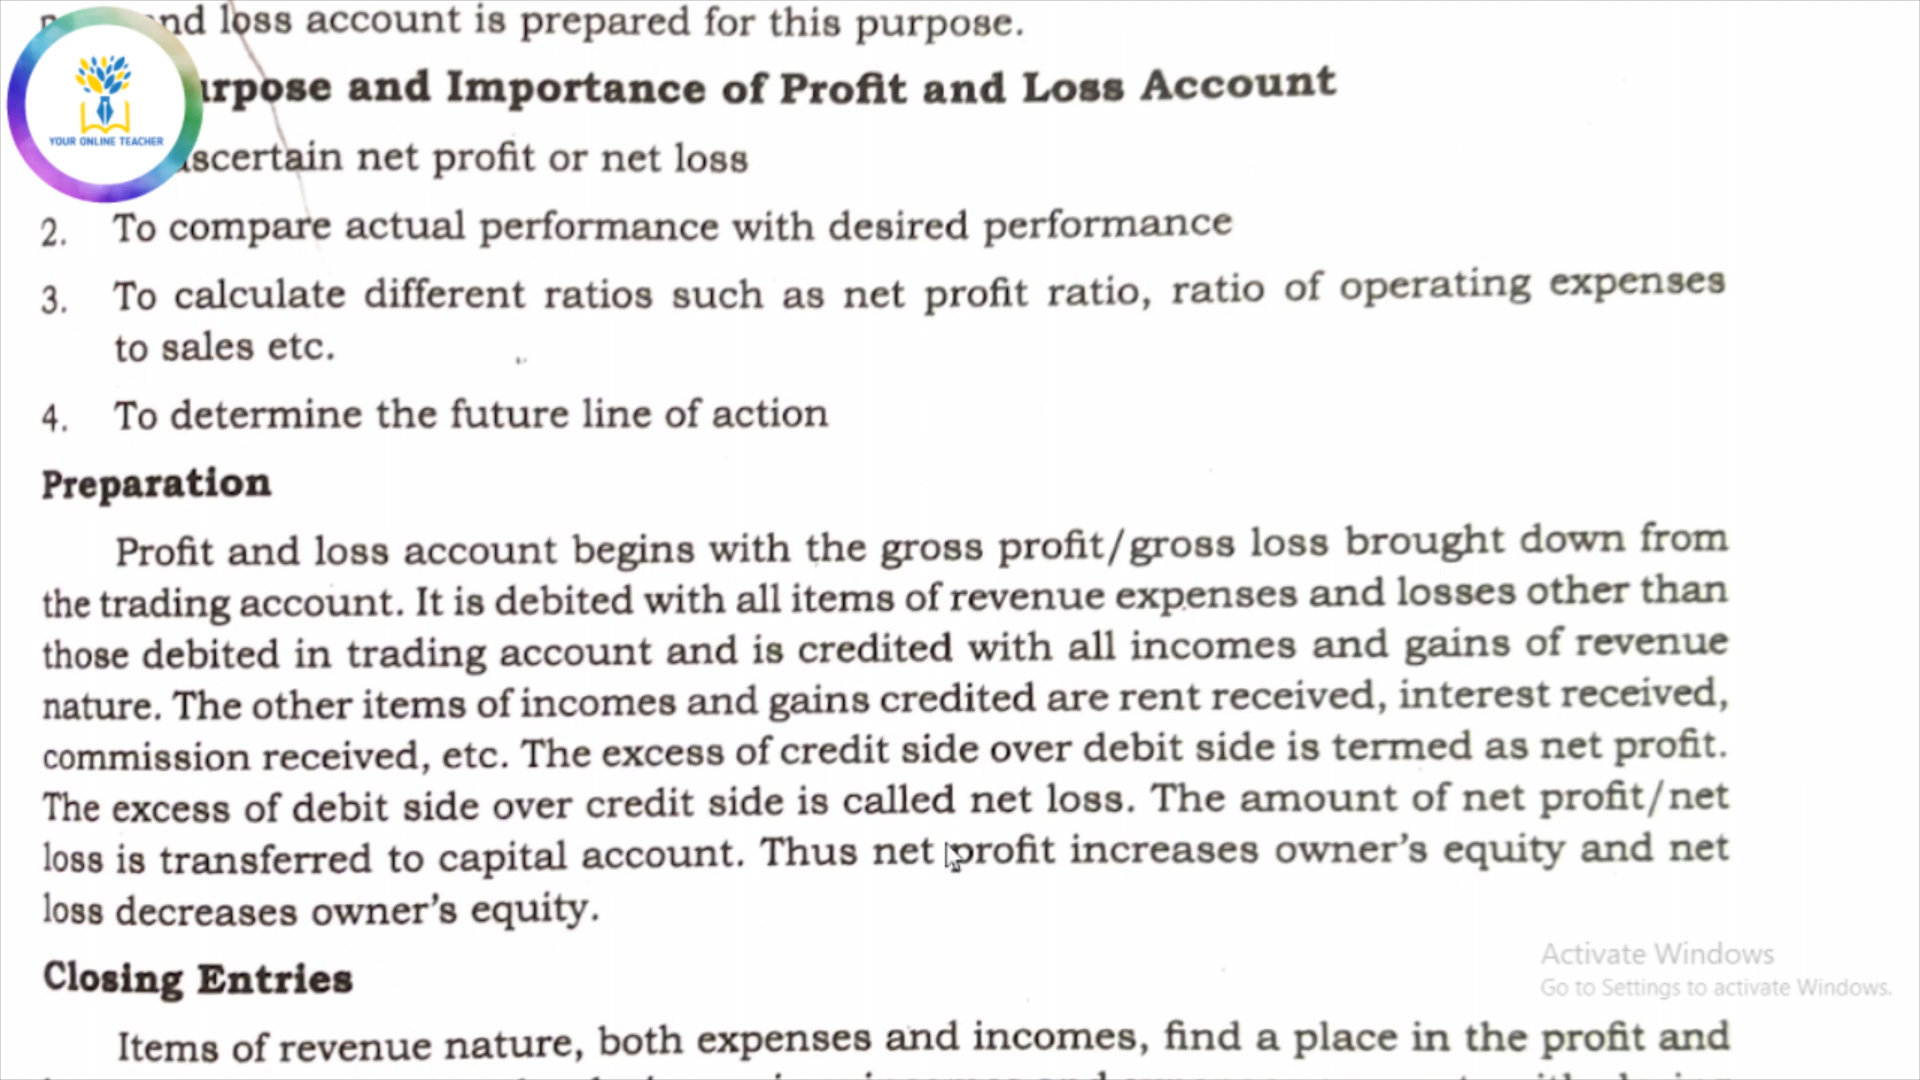 nd loss account is prepared for this purpose.
YOUR ONLINE TEACHER
rpose and Importance of Profit and Loss Account
scertain net profit or net loss
2. To compare actual performance with desired performance
3. To calculate different ratios such as net profit ratio, ratio of operating expenses
to sales etc.
4. To determine the future line of action
Preparation
Profit and loss account begins with the gross profit/gross loss brought down from
the trading account. It is debited with all items of revenue expenses and losses other than
those debited in trading account and is credited with all incomes and gains of revenue
nature. The other items of incomes and gains credited are rent received, interest received,
commission received, etc. The excess of credit side over debit side is termed as net profit.
The excess of debit side over credit side is called net loss. The amount of net profit/net
loss is transferred to capital account. Thus net profit increases owner's equity and net
loss decreases owner's equity.
Activate Windows
Go to Settings to activate Windows.
Closing Entries
Items of revenue nature, both expenses and incomes, find a place in the profit and